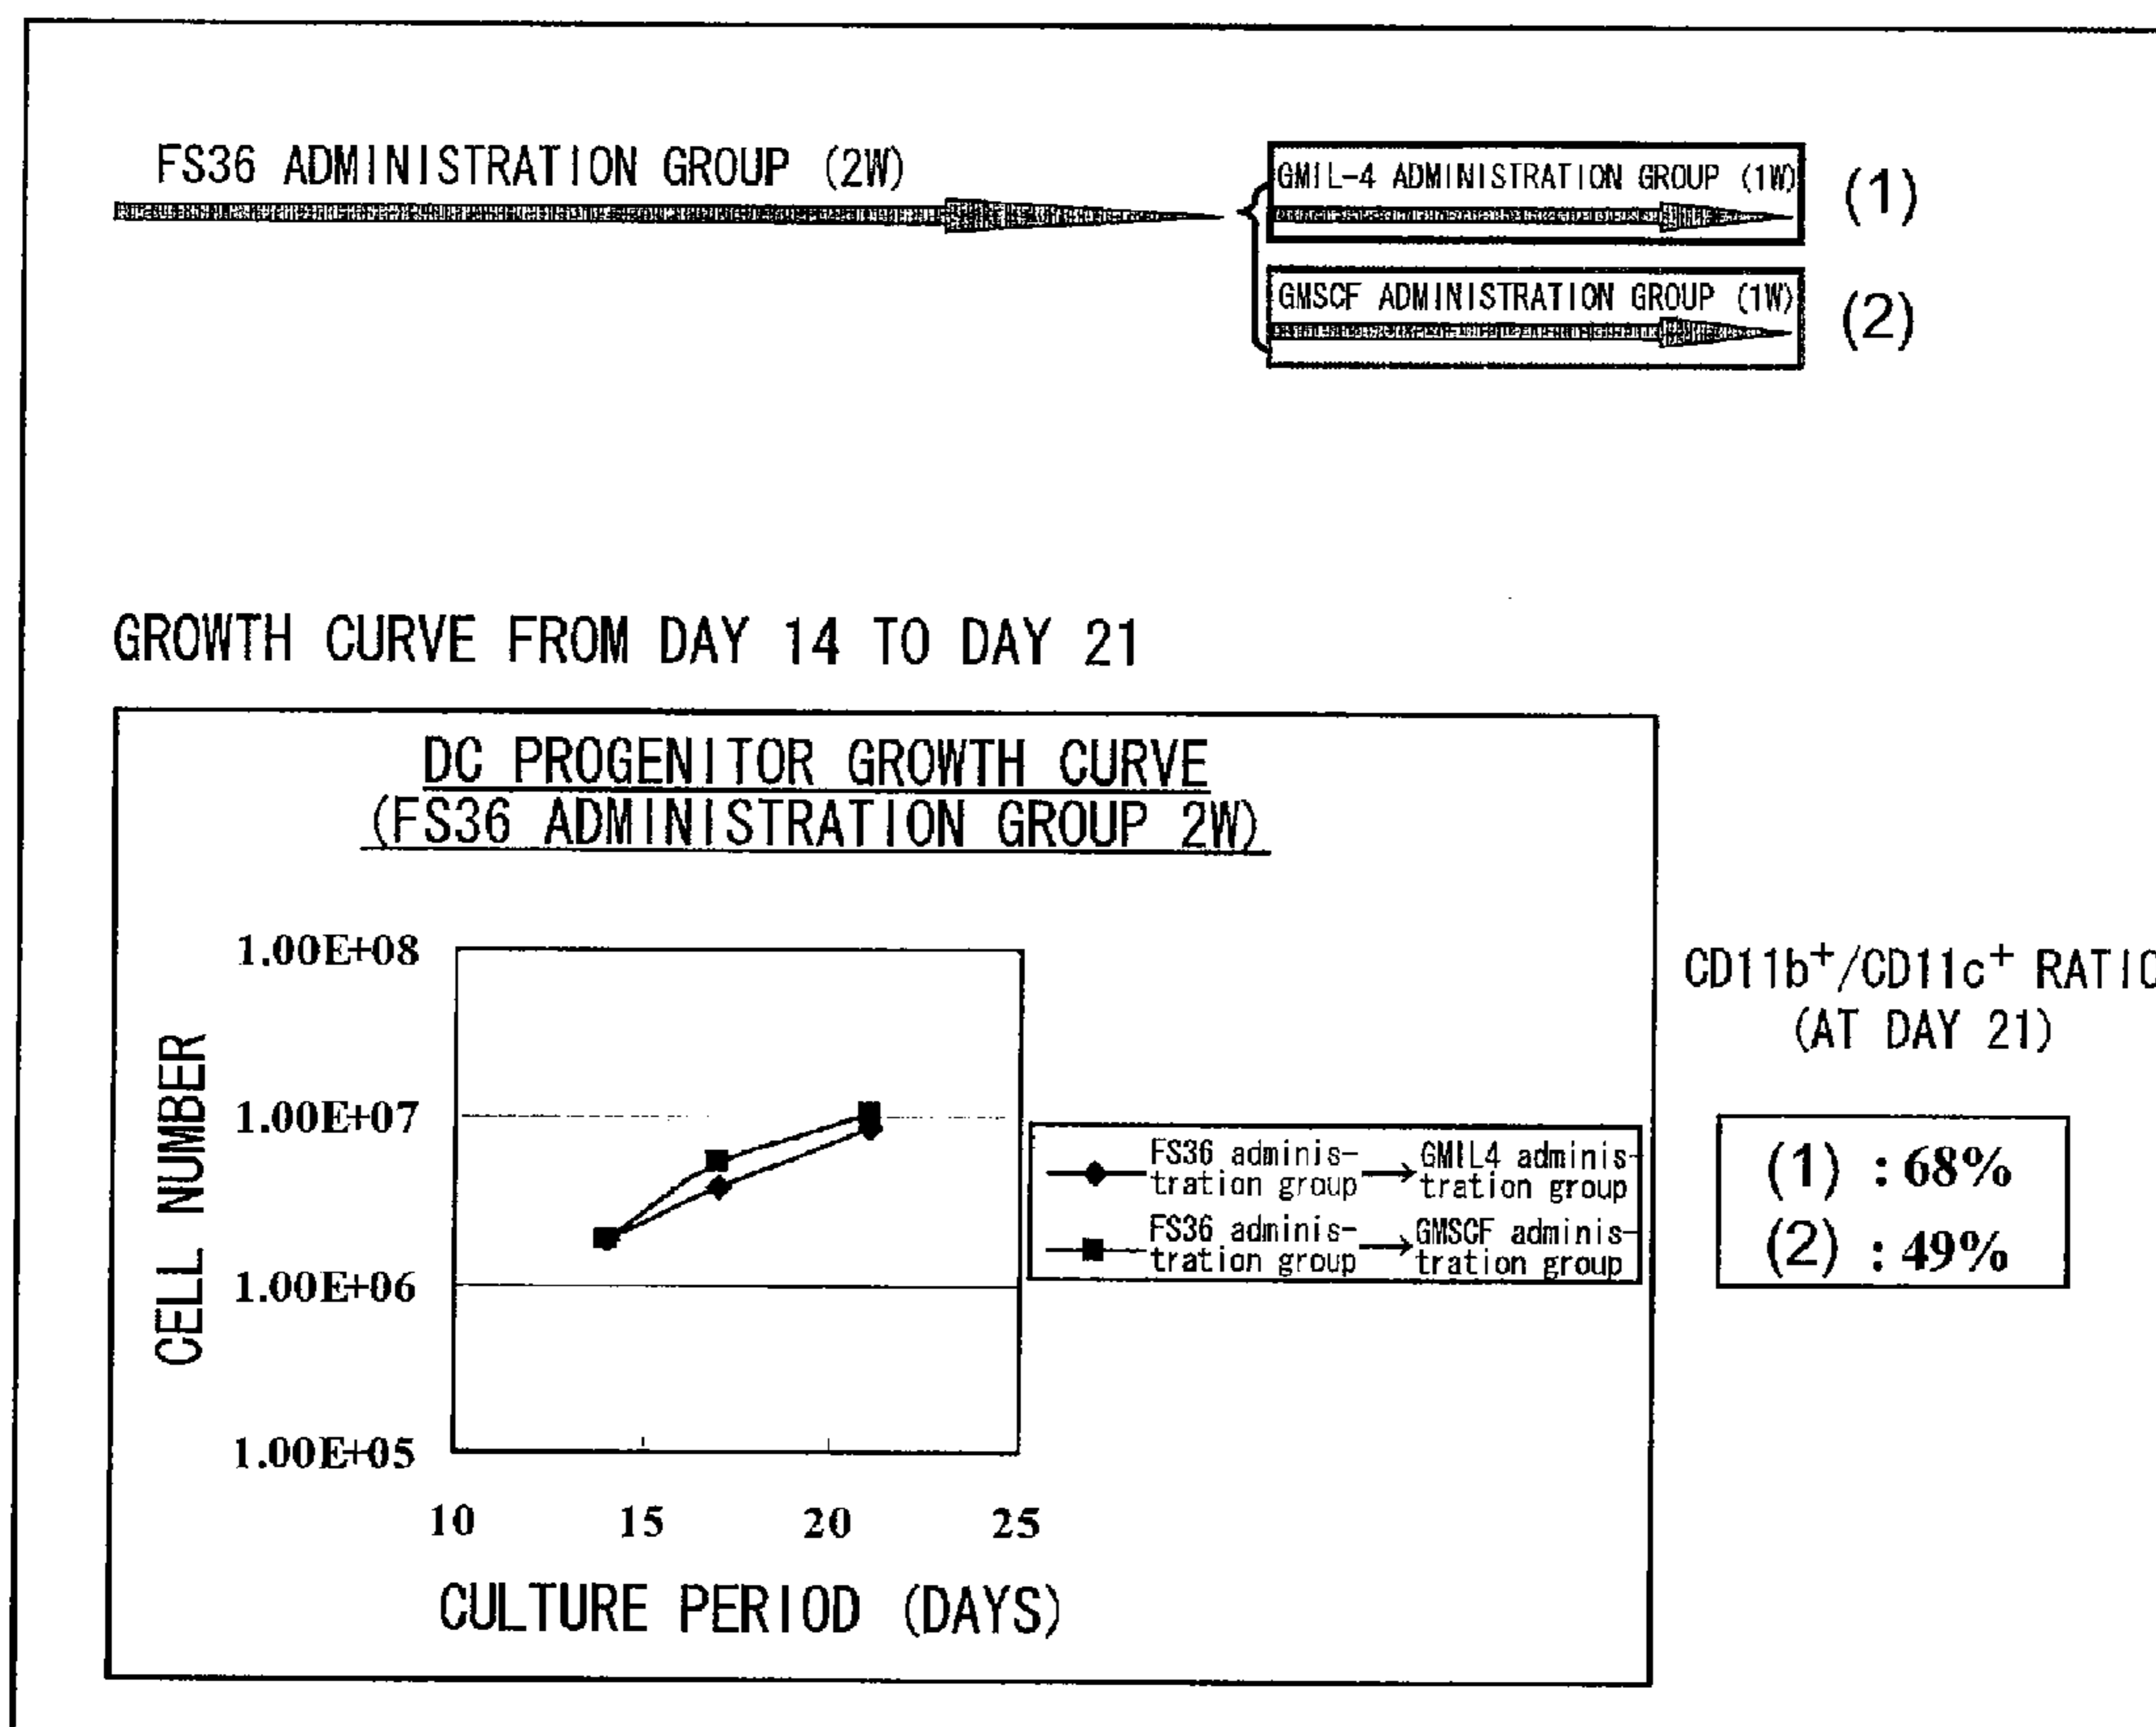 FS36 ADMINISTRATION GROUP (2W)
GMIL-4 ADMINISTRATION GROUP (1W)
(1)
GMSCF ADMINISTRATION GROUP (1W)
(2)
GROWTH CURVE FROM DAY 14 TO DAY 21
DC PROGENITOR GROWTH CURVE
(FS36 ADMINISTRATION GROUP 2W)
CELL NUMBER
1.00E+08
1.00E+07
1.00E+06
1.00E+05
10 15 20 25
CULTURE PERIOD (DAYS)
FS36 adminis- → GMIL4 adminis-
tration group tration group
FS36 adminis- → GMSCF adminis-
tration group tration group
CD11b⁺/CD11c⁺ RATIO
(AT DAY 21)
(1) : 68%
(2) : 49%